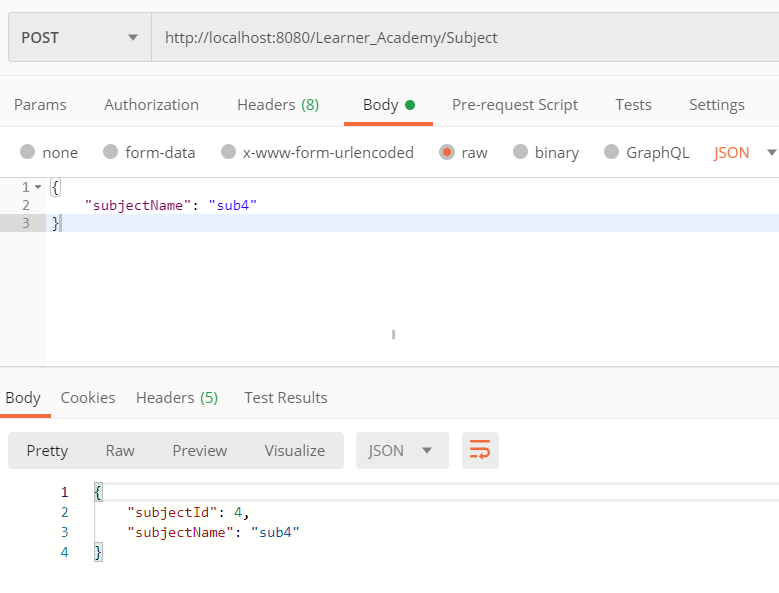 POST http://localhost:8080/Learner_Academy/Subject
Params Authorization Headers (8) Body Pre-request Script Tests Settings
none form-data x-www-form-urlencoded raw binary GraphQL JSON
1 {
2 "subjectName": "sub4"
3 }
Body Cookies Headers (5) Test Results
Pretty Raw Preview Visualize JSON
1 {
2 "subjectId": 4,
3 "subjectName": "sub4"
4 }